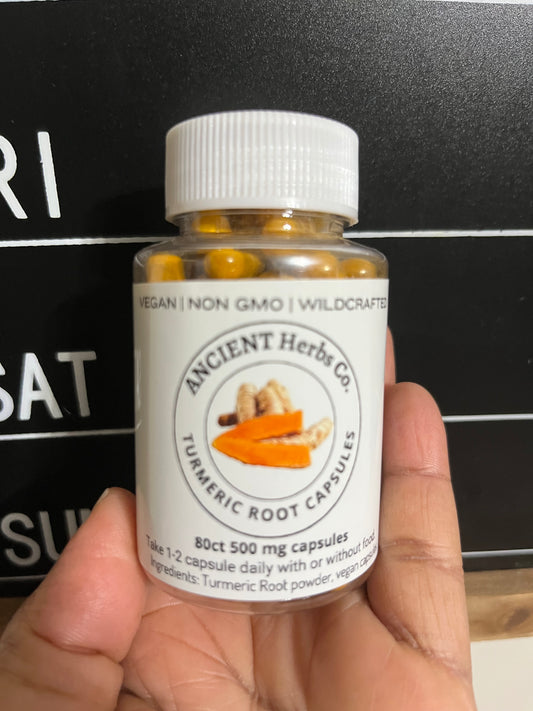 RI
SAT
SUN
VEGAN | NON GMO | WILDCRAFTED
ANCIENT Herbs Co.
TURMERIC ROOT CAPSULES
80ct 500 mg capsules
Take 1-2 capsule daily with or without food
Ingredients: Turmeric Root powder, vegan capsule